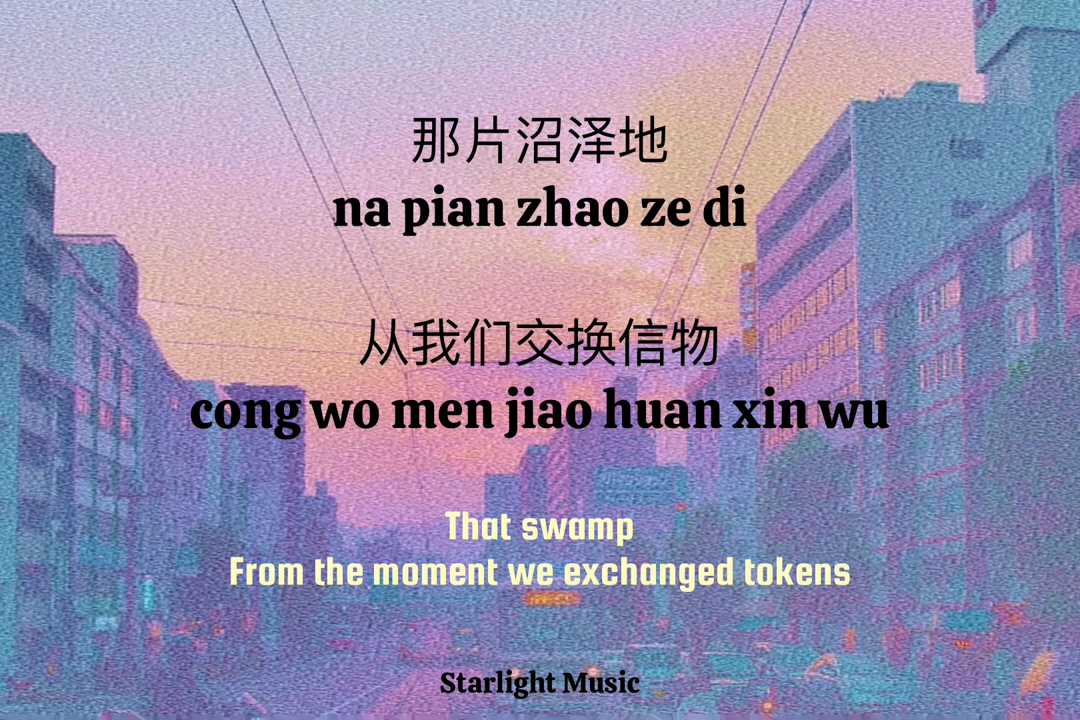 那片沼泽地
na pian zhao ze di
从我们交换信物
cong wo men jiao huan xin wu
That swamp
From the moment we exchanged tokens
Starlight Music